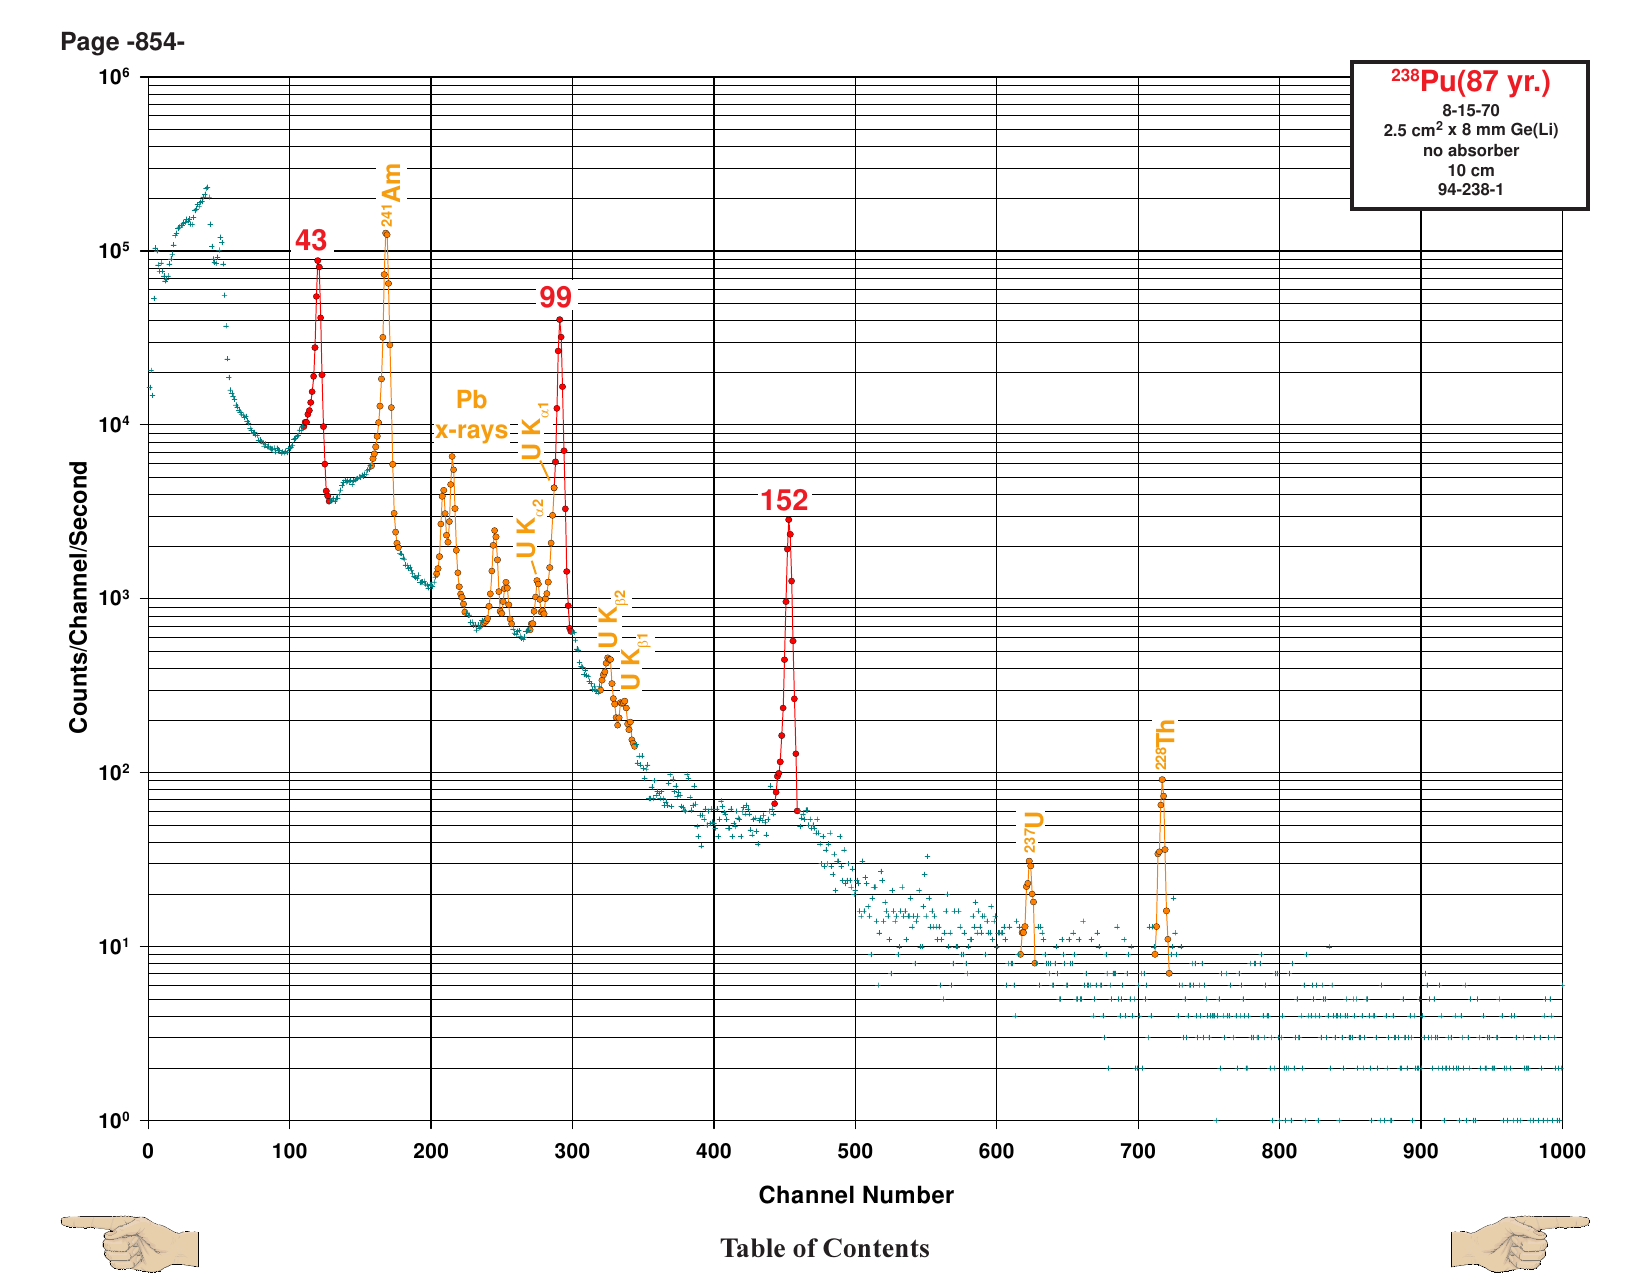 Page -854-
²³⁸Pu(87 yr.)
8-15-70
2.5 cm² x 8 mm Ge(Li)
no absorber
10 cm
94-238-1
10⁶
10⁵
10⁴
10³
10²
10¹
10⁰
Counts/Channel/Second
43
²⁴¹Am
Pb
x-rays
U Kα2
U Kα1
99
U Kβ2
U Kβ1
152
²³⁷U
²²⁸Th
0 100 200 300 400 500 600 700 800 900 1000
Channel Number
Table of Contents